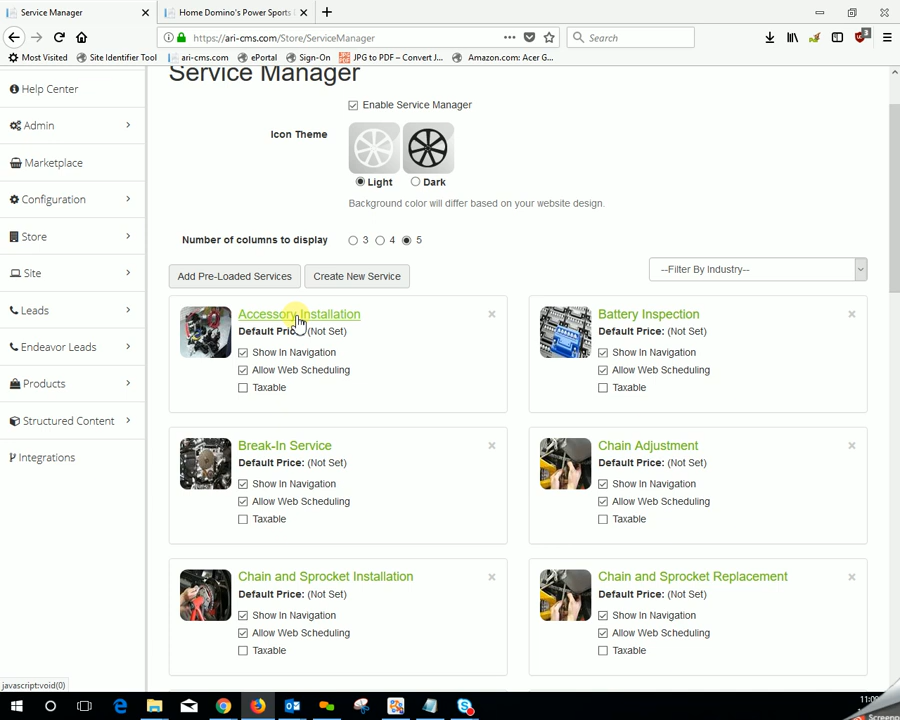 Service Manager
Home Domino's Power Sports
https://ari-cms.com/Store/ServiceManager
Search
3
Most Visited
Site Identifier Tool
ari-cms.com
ePortal
Sign-On
JPG to PDF – Convert J...
Amazon.com: Acer G...
Help Center
Admin
Marketplace
Configuration
Store
Site
Leads
Endeavor Leads
Products
Structured Content
Integrations
Service Manager
Enable Service Manager
Icon Theme
Light
Dark
Background color will differ based on your website design.
Number of columns to display
3 4 5
Add Pre-Loaded Services
Create New Service
--Filter By Industry--
Accessory Installation
Default Price: (Not Set)
Show In Navigation
Allow Web Scheduling
Taxable
Battery Inspection
Default Price: (Not Set)
Show In Navigation
Allow Web Scheduling
Taxable
Break-In Service
Default Price: (Not Set)
Show In Navigation
Allow Web Scheduling
Taxable
Chain Adjustment
Default Price: (Not Set)
Show In Navigation
Allow Web Scheduling
Taxable
Chain and Sprocket Installation
Default Price: (Not Set)
Show In Navigation
Allow Web Scheduling
Taxable
Chain and Sprocket Replacement
Default Price: (Not Set)
Show In Navigation
Allow Web Scheduling
Taxable
javascript:void(0)